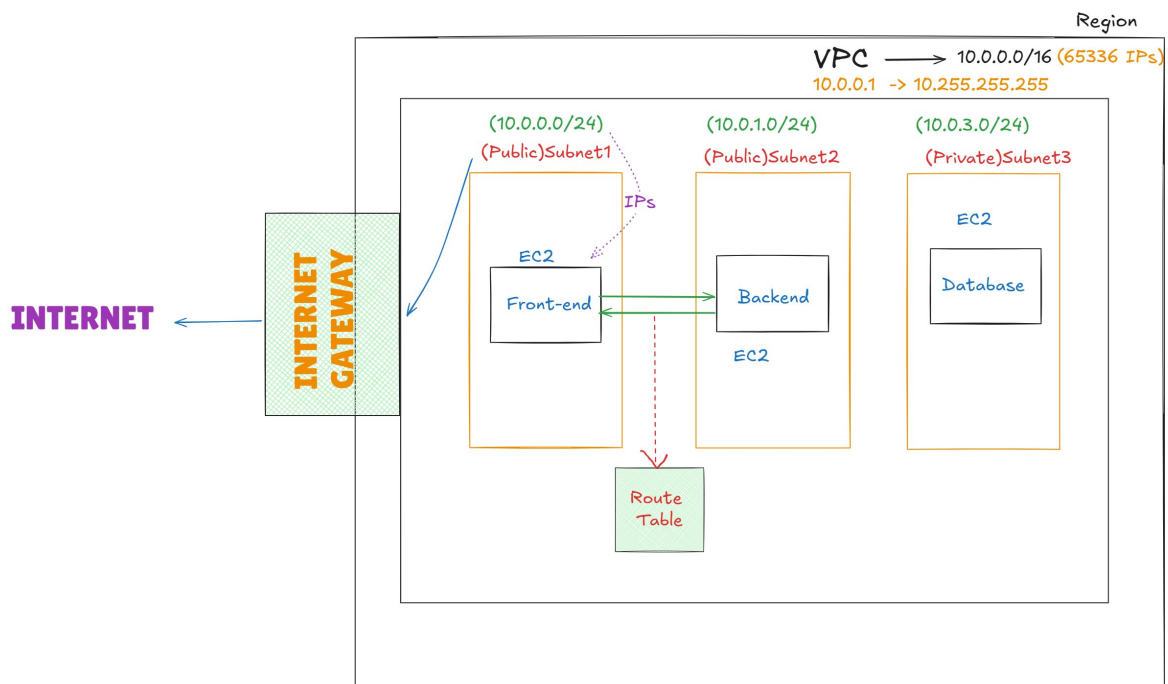 Region
VPC
10.0.0.0/16 (65336 IPs)
10.0.0.1 -> 10.255.255.255
(10.0.0.0/24)
(10.0.1.0/24)
(10.0.3.0/24)
(Public)Subnet1
(Public)Subnet2
(Private)Subnet3
IPs
EC2
Front-end
Backend
EC2
EC2
Database
INTERNET
GATEWAY
INTERNET
Route
Table